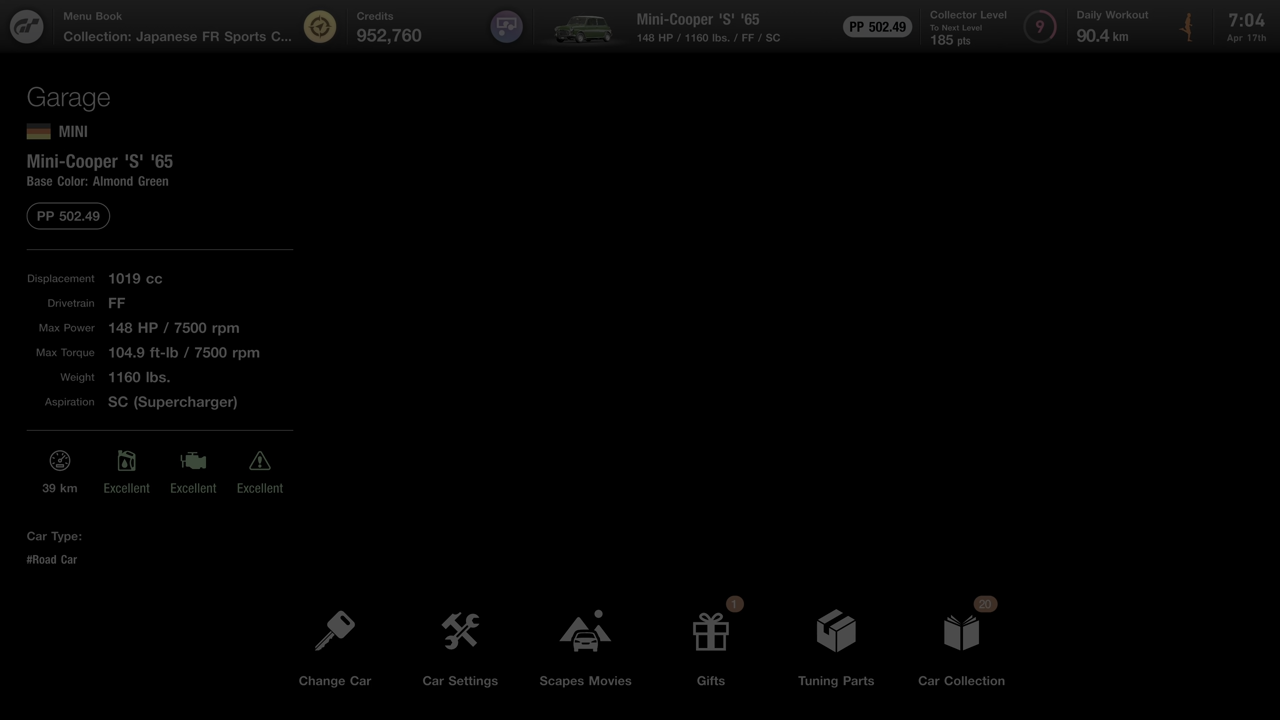 Menu Book
Collection: Japanese FR Sports C...
Credits
952,760
Mini-Cooper 'S' '65
148 HP / 1160 lbs. / FF / SC
PP 502.49
Collector Level
To Next Level
185 pts
9
Daily Workout
90.4 km
7:04
Apr 17th
Garage
MINI
Mini-Cooper 'S' '65
Base Color: Almond Green
PP 502.49
Displacement 1019 cc
Drivetrain FF
Max Power 148 HP / 7500 rpm
Max Torque 104.9 ft-lb / 7500 rpm
Weight 1160 lbs.
Aspiration SC (Supercharger)
39 km Excellent Excellent Excellent
Car Type:
#Road Car
1
20
Change Car Car Settings Scapes Movies Gifts Tuning Parts Car Collection